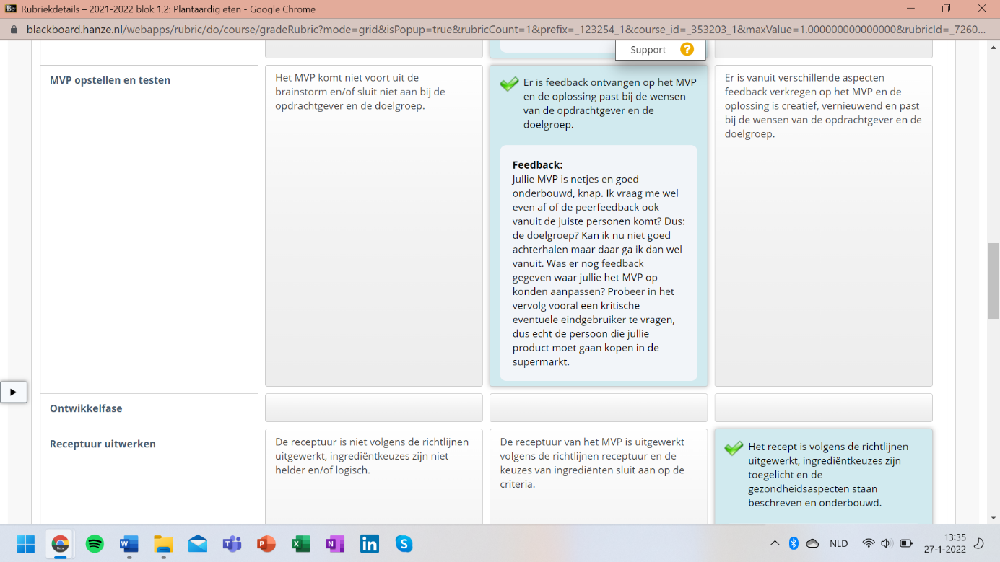 Bb Rubriekdetails – 2021-2022 blok 1.2: Plantaardig eten - Google Chrome
blackboard.hanze.nl/webapps/rubric/do/course/gradeRubric?mode=grid&isPopup=true&rubricCount=1&prefix=_123254_1&course_id=_353203_1&maxValue=1.000000000000000&rubricId=_7260...
Support ?
MVP opstellen en testen
Het MVP komt niet voort uit de
brainstorm en/of sluit niet aan bij de
opdrachtgever en de doelgroep.
Er is feedback ontvangen op het MVP
en de oplossing past bij de wensen
van de opdrachtgever en de
doelgroep.
Feedback:
Jullie MVP is netjes en goed
onderbouwd, knap. Ik vraag me wel
even af of de peerfeedback ook
vanuit de juiste personen komt? Dus:
de doelgroep? Kan ik nu niet goed
achterhalen maar daar ga ik dan wel
vanuit. Was er nog feedback
gegeven waar jullie het MVP op
konden aanpassen? Probeer in het
vervolg vooral een kritische
eventuele eindgebruiker te vragen,
dus echt de persoon die jullie
product moet gaan kopen in de
supermarkt.
Er is vanuit verschillende aspecten
feedback verkregen op het MVP en de
oplossing is creatief, vernieuwend en past
bij de wensen van de opdrachtgever en de
doelgroep.
Ontwikkelfase
Receptuur uitwerken
De receptuur is niet volgens de richtlijnen
uitgewerkt, ingrediëntkeuzes zijn niet
helder en/of logisch.
De receptuur van het MVP is uitgewerkt
volgens de richtlijnen receptuur en de
keuzes van ingrediënten sluit aan op de
criteria.
Het recept is volgens de richtlijnen
uitgewerkt, ingrediëntkeuzes zijn
toegelicht en de
gezondheidsaspecten staan
beschreven en onderbouwd.
NLD
13:35
27-1-2022